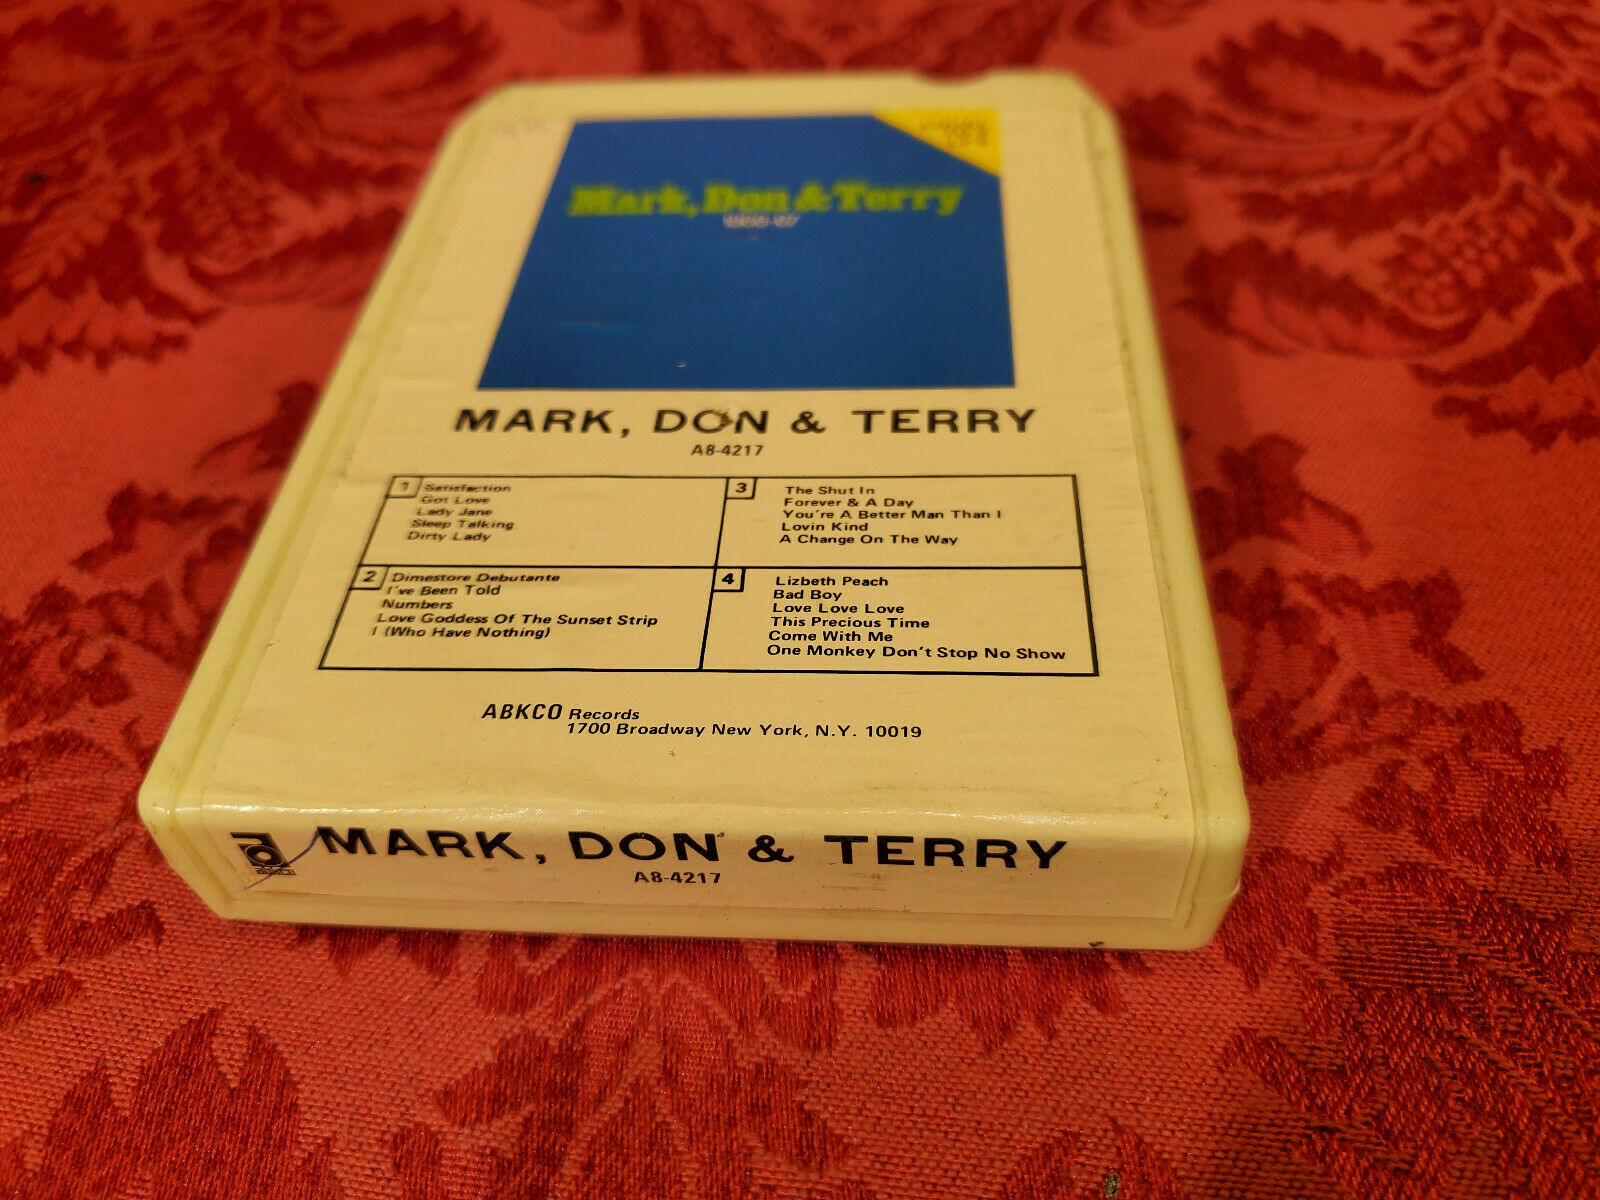 Mark, Don & Terry
1966-67
MARK, DON & TERRY
A8-4217
1
Satisfaction
Got Love
Lady Jane
Sleep Talking
Dirty Lady
2
Dimestore Debutante
I've Been Told
Numbers
Love Goddess Of The Sunset Strip
I (Who Have Nothing)
3
The Shut In
Forever & A Day
You're A Better Man Than I
Lovin Kind
A Change On The Way
4
Lizbeth Peach
Bad Boy
Love Love Love
This Precious Time
Come With Me
One Monkey Don't Stop No Show
ABKCO Records
1700 Broadway New York, N.Y. 10019
abkco
MARK, DON & TERRY
A8-4217